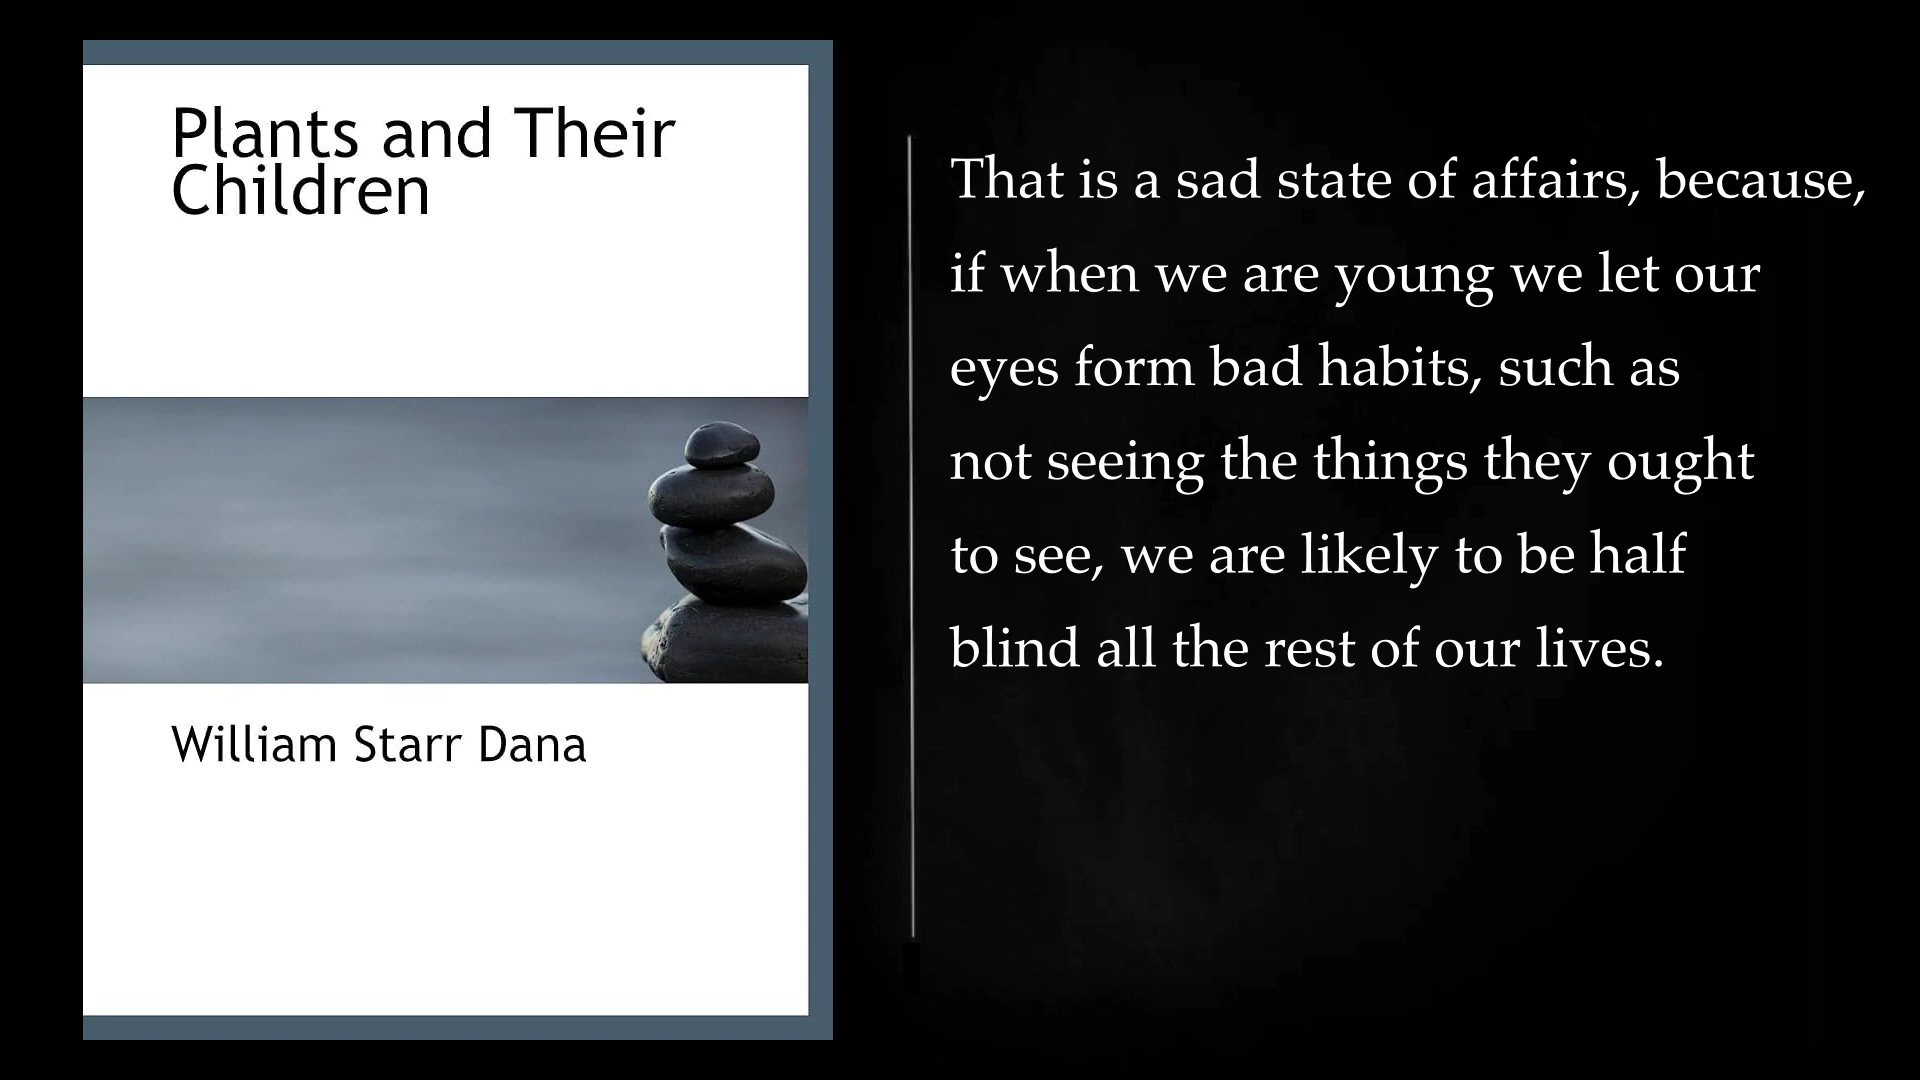 Plants and Their
Children
William Starr Dana
That is a sad state of affairs, because,
if when we are young we let our
eyes form bad habits, such as
not seeing the things they ought
to see, we are likely to be half
blind all the rest of our lives.